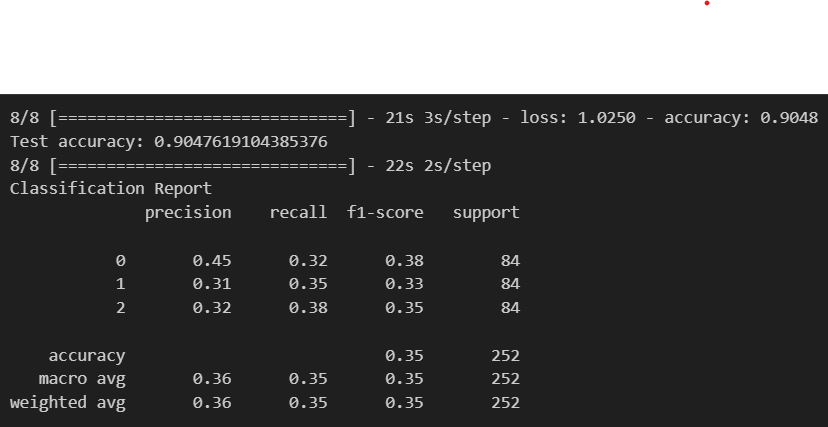 8/8 [==============================] - 21s 3s/step - loss: 1.0250 - accuracy: 0.9048
Test accuracy: 0.9047619104385376
8/8 [==============================] - 22s 2s/step
Classification Report
              precision    recall  f1-score   support

           0       0.45      0.32      0.38        84
           1       0.31      0.35      0.33        84
           2       0.32      0.38      0.35        84

    accuracy                           0.35       252
   macro avg       0.36      0.35      0.35       252
weighted avg       0.36      0.35      0.35       252